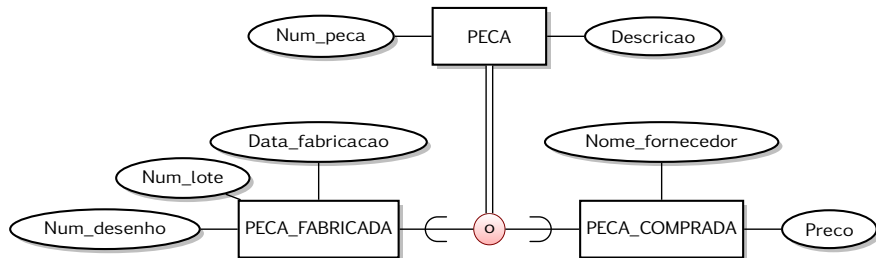 Num_peca
PECA
Descricao
Data_fabricacao
Nome_fornecedor
Num_lote
Num_desenho
PECA_FABRICADA
o
PECA_COMPRADA
Preco